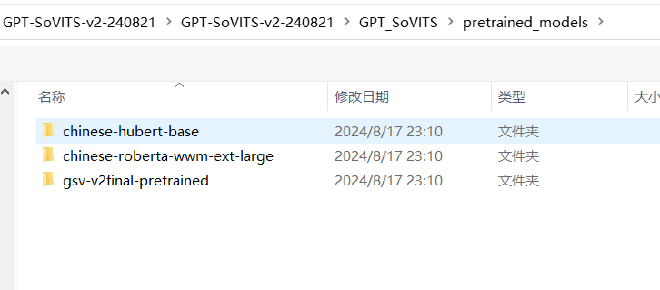 GPT-SoVITS-v2-240821 > GPT-SoVITS-v2-240821 > GPT_SoVITS > pretrained_models >
名称 修改日期 类型 大小
chinese-hubert-base 2024/8/17 23:10 文件夹
chinese-roberta-wwm-ext-large 2024/8/17 23:10 文件夹
gsv-v2final-pretrained 2024/8/17 23:10 文件夹